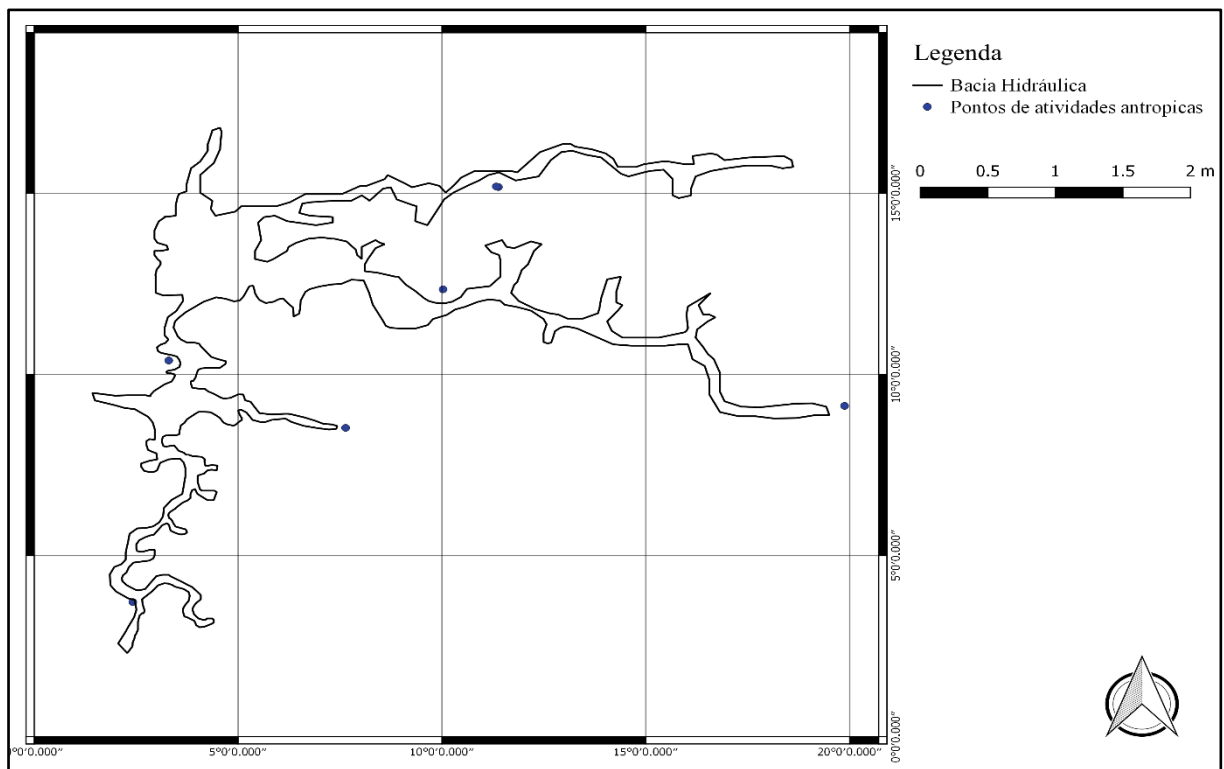 Legenda
Bacia Hidráulica
Pontos de atividades antropicas
0 0.5 1 1.5 2 m
15°0'0.000"
10°0'0.000"
5°0'0.000"
0°0'0.000"
0°0'0.000" 5°0'0.000" 10°0'0.000" 15°0'0.000" 20°0'0.000"